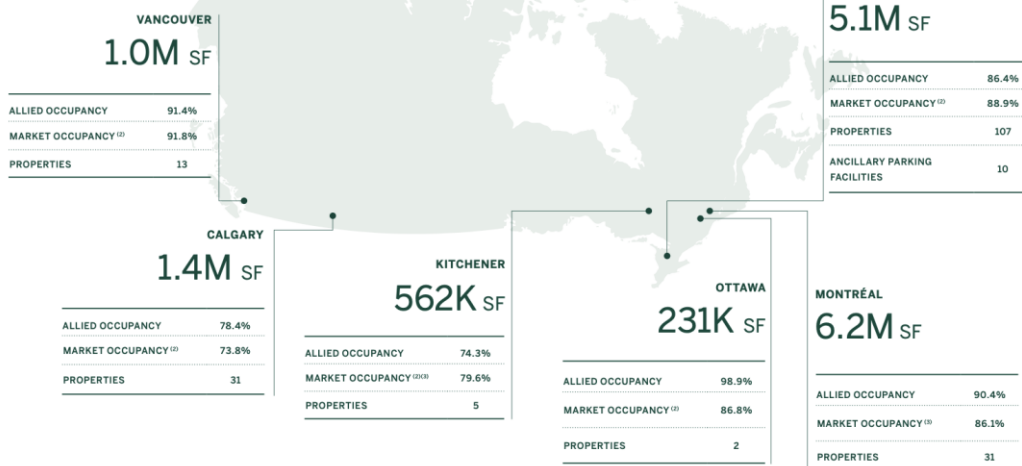 VANCOUVER
1.0M SF
ALLIED OCCUPANCY 91.4%
MARKET OCCUPANCY (2) 91.8%
PROPERTIES 13
CALGARY
1.4M SF
ALLIED OCCUPANCY 78.4%
MARKET OCCUPANCY (2) 73.8%
PROPERTIES 31
KITCHENER
562K SF
ALLIED OCCUPANCY 74.3%
MARKET OCCUPANCY (2)(3) 79.6%
PROPERTIES 5
OTTAWA
231K SF
ALLIED OCCUPANCY 98.9%
MARKET OCCUPANCY (2) 86.8%
PROPERTIES 2
5.1M SF
ALLIED OCCUPANCY 86.4%
MARKET OCCUPANCY (2) 88.9%
PROPERTIES 107
ANCILLARY PARKING
FACILITIES 10
MONTRÉAL
6.2M SF
ALLIED OCCUPANCY 90.4%
MARKET OCCUPANCY (3) 86.1%
PROPERTIES 31